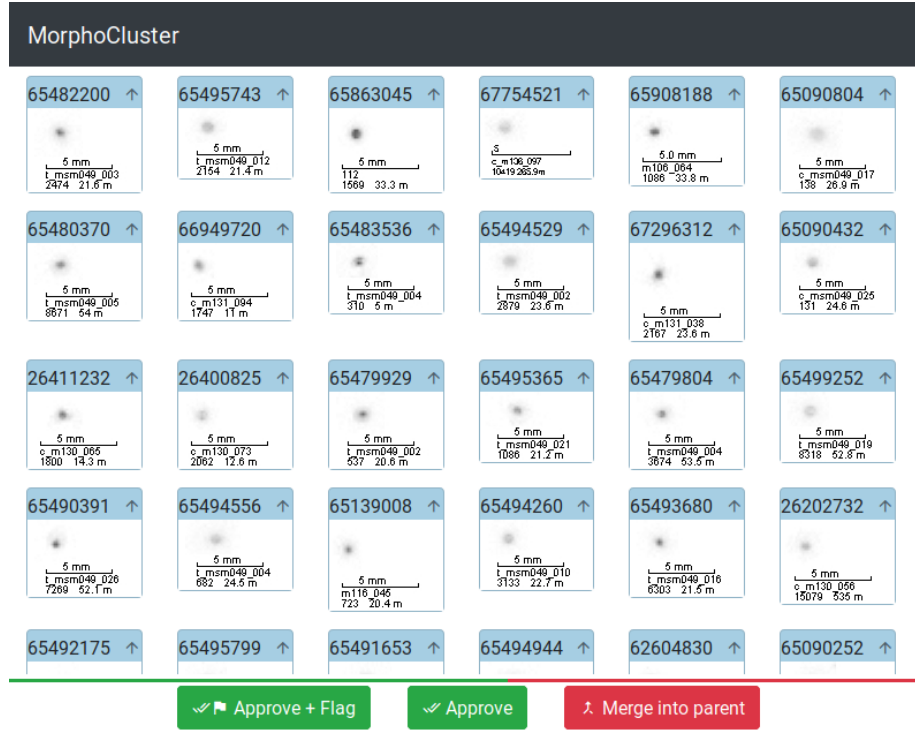 MorphoCluster
65482200 65495743 65863045 67754521 65908188 65090804
5 mm
t_msm049_003
2474 21.6 m
5 mm
t_msm049_012
2154 21.4 m
5 mm
112
1569 33.3 m
5
c_m136_097
10419 265.9m
5.0 mm
m106_064
1086 33.8 m
5 mm
c_msm049_017
138 26.9 m
65480370 66949720 65483536 65494529 67296312 65090432
5 mm
t_msm049_005
8671 54 m
5 mm
c_m131_094
1747 11 m
5 mm
t_msm049_004
310 5 m
5 mm
t_msm049_002
2879 23.6 m
5 mm
c_m131_038
2167 23.6 m
5 mm
c_msm049_025
131 24.6 m
26411232 26400825 65479929 65495365 65479804 65499252
5 mm
c_m130_065
1800 14.3 m
5 mm
c_m130_073
2062 12.6 m
5 mm
t_msm049_002
537 20.6 m
5 mm
t_msm049_021
1086 21.2 m
5 mm
t_msm049_004
3674 53.5 m
5 mm
t_msm049_019
8318 52.8 m
65490391 65494556 65139008 65494260 65493680 26202732
5 mm
t_msm049_026
7269 52.1 m
5 mm
t_msm049_004
682 24.5 m
5 mm
m116_045
723 20.4 m
5 mm
t_msm049_010
3133 22.7 m
5 mm
t_msm049_016
6303 21.5 m
5 mm
c_m130_056
15079 535 m
65492175 65495799 65491653 65494944 62604830 65090252
Approve + Flag Approve Merge into parent